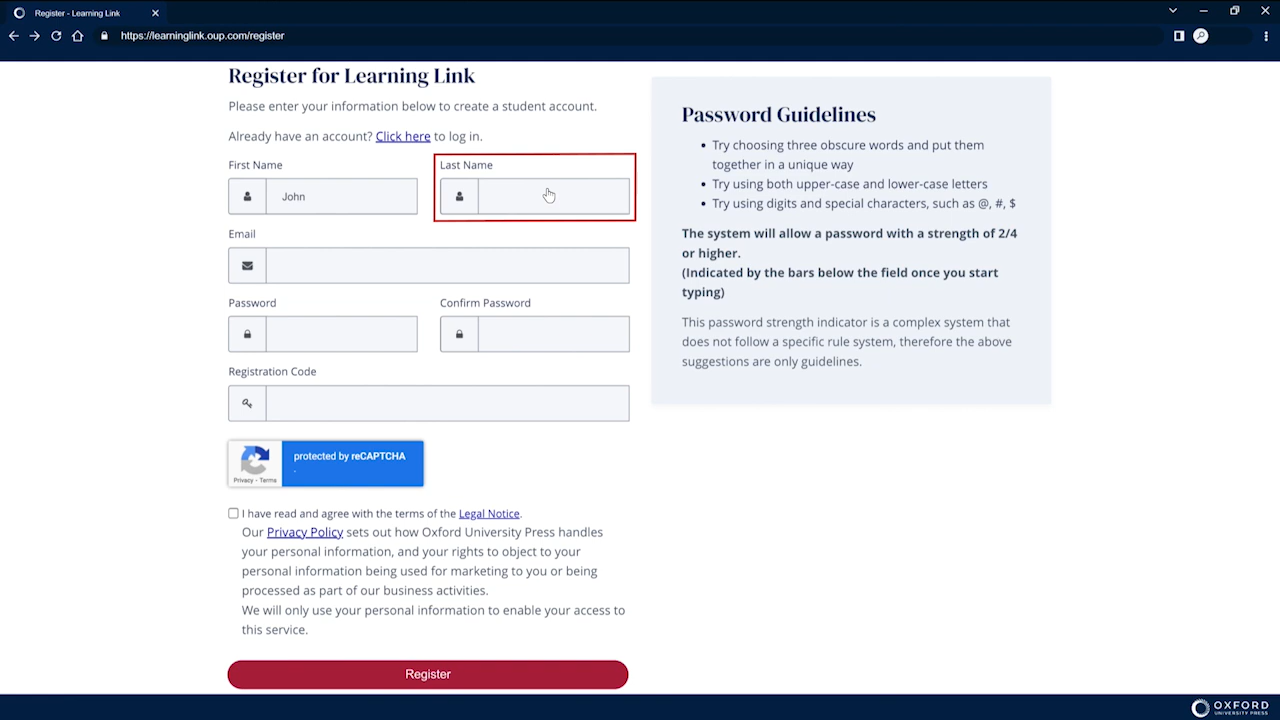 Register - Learning Link
https://learninglink.oup.com/register
Register for Learning Link
Please enter your information below to create a student account.
Already have an account? Click here to log in.
First Name
Last Name
John
Email
Password
Confirm Password
Registration Code
protected by reCAPTCHA
Privacy - Terms
I have read and agree with the terms of the Legal Notice.
Our Privacy Policy sets out how Oxford University Press handles
your personal information, and your rights to object to your
personal information being used for marketing to you or being
processed as part of our business activities.
We will only use your personal information to enable your access to
this service.
Register
Password Guidelines
• Try choosing three obscure words and put them
together in a unique way
• Try using both upper-case and lower-case letters
• Try using digits and special characters, such as @, #, $
The system will allow a password with a strength of 2/4
or higher.
(Indicated by the bars below the field once you start
typing)
This password strength indicator is a complex system that
does not follow a specific rule system, therefore the above
suggestions are only guidelines.
OXFORD
UNIVERSITY PRESS